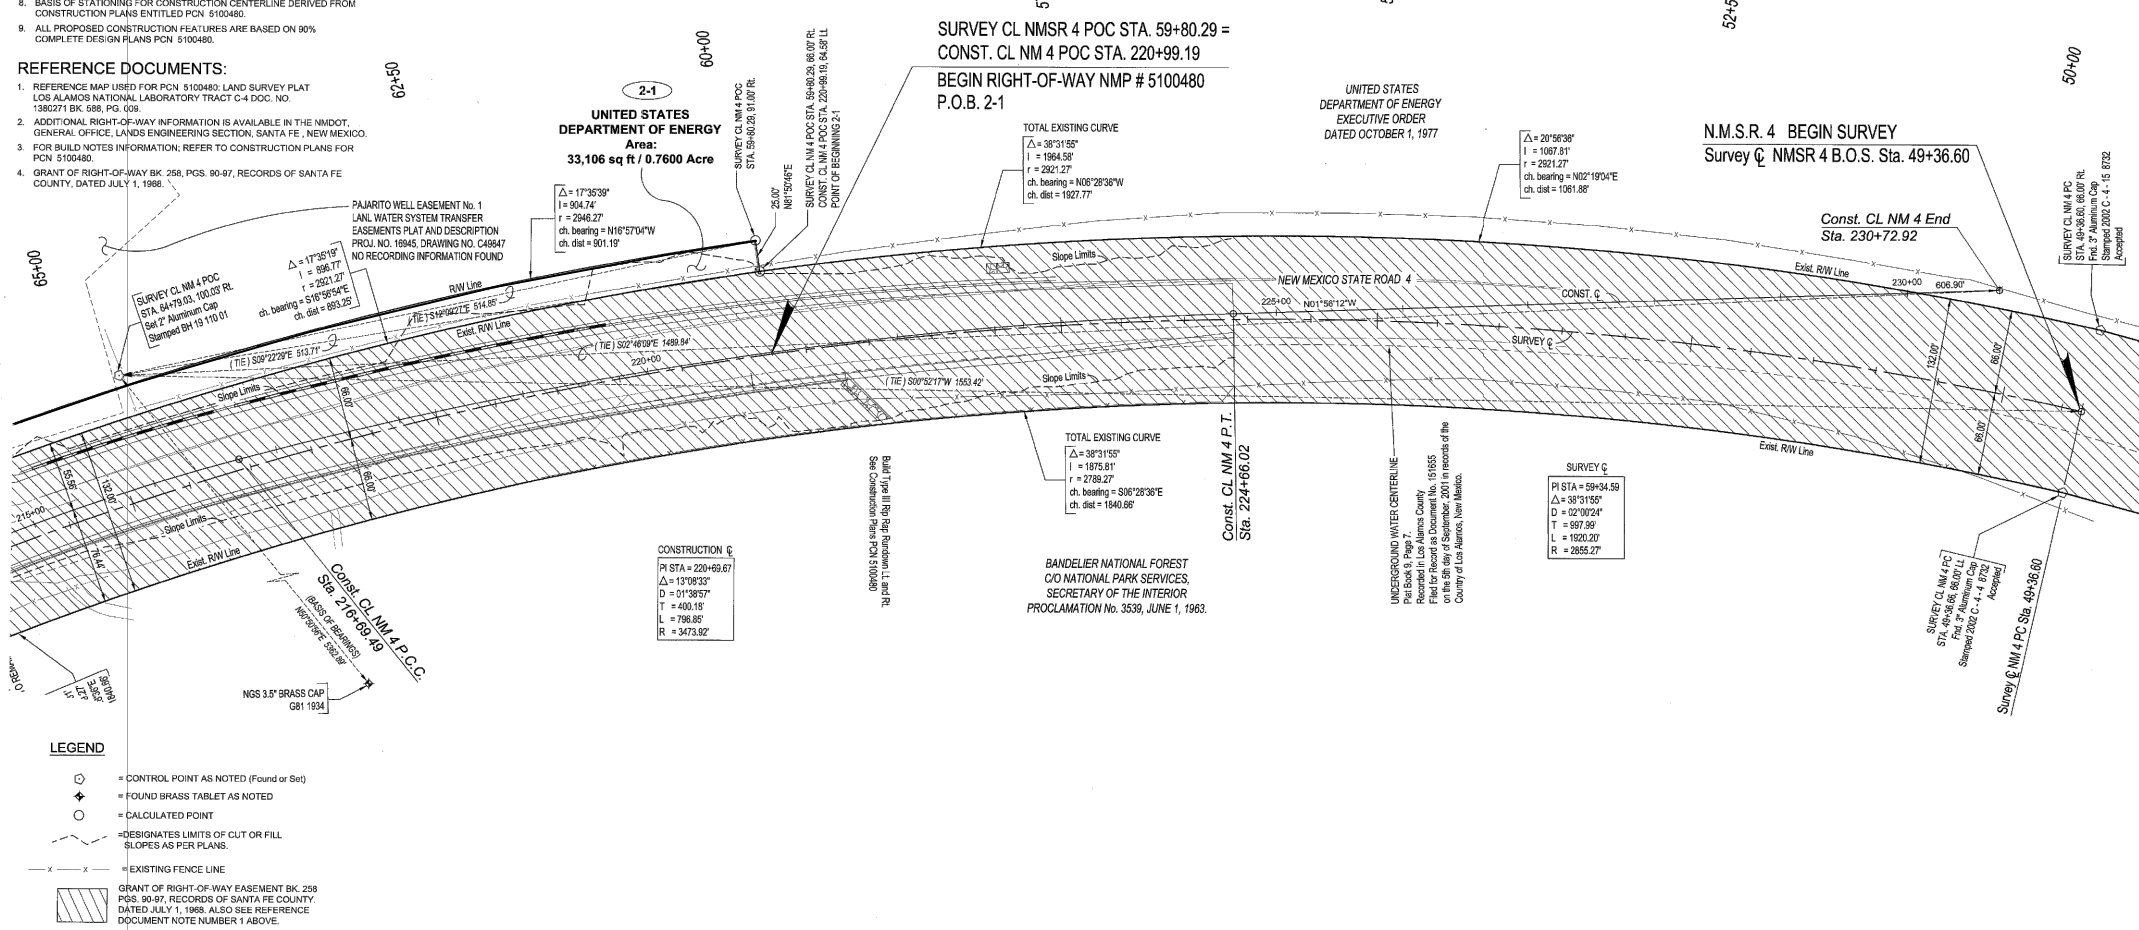 8. BASIS OF STATIONING FOR CONSTRUCTION CENTERLINE DERIVED FROM
CONSTRUCTION PLANS ENTITLED PCN 5100480.
9. ALL PROPOSED CONSTRUCTION FEATURES ARE BASED ON 90%
COMPLETE DESIGN PLANS PCN 5100480.
REFERENCE DOCUMENTS:
1. REFERENCE MAP USED FOR PCN 5100480: LAND SURVEY PLAT
LOS ALAMOS NATIONAL LABORATORY TRACT C-4 DOC. NO.
1380271 BK. 588, PG. 009.
2. ADDITIONAL RIGHT-OF-WAY INFORMATION IS AVAILABLE IN THE NMDOT,
GENERAL OFFICE, LANDS ENGINEERING SECTION, SANTA FE , NEW MEXICO.
3. FOR BUILD NOTES INFORMATION; REFER TO CONSTRUCTION PLANS FOR
PCN 5100480.
4. GRANT OF RIGHT-OF-WAY BK. 258, PGS. 90-97, RECORDS OF SANTA FE
COUNTY, DATED JULY 1, 1968.
65+00
62+50
60+00
52+5
50+00
2-1
UNITED STATES
DEPARTMENT OF ENERGY
Area:
33,106 sq ft / 0.7600 Acre
SURVEY CL NM 4 POC
STA. 59+80.29, 91.00' Rt.
25.00'
N81°50'46"E
SURVEY CL NM 4 POC STA. 59+80.29, 66.00' Rt.
CONST. CL NM 4 POC STA. 220+99.19, 64.58' Lt
POINT OF BEGINNING 2-1
SURVEY CL NMSR 4 POC STA. 59+80.29 =
CONST. CL NM 4 POC STA. 220+99.19
BEGIN RIGHT-OF-WAY NMP # 5100480
P.O.B. 2-1
TOTAL EXISTING CURVE
Δ = 38°31'55"
l = 1964.58'
r = 2921.27'
ch. bearing = N06°28'36"W
ch. dist = 1927.77'
UNITED STATES
DEPARTMENT OF ENERGY
EXECUTIVE ORDER
DATED OCTOBER 1, 1977
Δ = 20°56'36"
l = 1067.81'
r = 2921.27'
ch. bearing = N02°19'04"E
ch. dist = 1061.88'
N.M.S.R. 4 BEGIN SURVEY
Survey ℄ NMSR 4 B.O.S. Sta. 49+36.60
Const. CL NM 4 End
Sta. 230+72.92
SURVEY CL NM 4 PC
STA. 49+36.60, 66.00' Rt.
Fnd. 3" Aluminum Cap
Stamped 2002 C - 4 - 15 8732
Accepted
PAJARITO WELL EASEMENT No. 1
LANL WATER SYSTEM TRANSFER
EASEMENTS PLAT AND DESCRIPTION
PROJ. NO. 16945, DRAWING NO. C49847
NO RECORDING INFORMATION FOUND
Δ = 17°35'39"
l = 904.74'
r = 2946.27'
ch. bearing = N16°57'04"W
ch. dist = 901.19'
SURVEY CL NM 4 POC
STA. 64+79.03, 100.03' Rt.
Set 2" Aluminum Cap
Stamped BH 19 110 01
Δ = 17°35'19"
l = 896.77'
r = 2921.27'
ch. bearing = S16°56'54"E
ch. dist = 893.25'
R/W Line
( TIE ) S12°09'27"E 514.85'
Exist. R/W Line
( TIE ) S09°22'29"E 513.71'
( TIE ) S02°46'09"E 1489.84'
220+00
( TIE ) S00°52'17"W 1553.42'
Slope Limits
Slope Limits
Slope Limits
Slope Limits
NEW MEXICO STATE ROAD 4
225+00
N01°56'12"W
CONST. ℄
SURVEY ℄
Exist. R/W Line
230+00
606.90'
132.00'
66.00'
66.00'
Exist. R/W Line
66.00'
66.00'
55.56'
132.00'
76.44'
215+00
Exist. R/W Line
Const. CL NM 4 P.C.C.
Sta. 216+69.49
(BASIS OF BEARINGS)
N50°50'56"E 5362.89'
NGS 3.5" BRASS CAP
G81 1934
CONSTRUCTION ℄
PI STA = 220+69.67
Δ = 13°08'33"
D = 01°38'57"
T = 400.18'
L = 796.85'
R = 3473.92'
Build Type III Rip Rap Rundown Lt. and Rt.
See Construction Plans PCN 5100480
TOTAL EXISTING CURVE
Δ = 38°31'55"
l = 1875.81'
r = 2789.27'
ch. bearing = S06°28'36"E
ch. dist = 1840.66'
BANDELIER NATIONAL FOREST
C/O NATIONAL PARK SERVICES,
SECRETARY OF THE INTERIOR
PROCLAMATION No. 3539, JUNE 1, 1963.
Const. CL NM 4 P.T.
Sta. 224+66.02
UNDERGROUND WATER CENTERLINE
Plat Book 9, Page 7.
Recorded in Los Alamos County
Filed for Record as Document No. 151655
on the 5th day of September, 2001 in records of the
Country of Los Alamos, New Mexico.
SURVEY ℄
PI STA = 59+34.59
Δ = 38°31'55"
D = 02°00'24"
T = 997.99'
L = 1920.20'
R = 2855.27'
SURVEY CL NM 4 PC
STA. 49+36.66, 66.00' Lt.
Fnd. 3" Aluminum Cap
Stamped 2002 C - 4 - 4 8732
Accepted
Survey ℄ NM 4 PC Sta. 49+36.60
1840.66'
LEGEND
= CONTROL POINT AS NOTED (Found or Set)
= FOUND BRASS TABLET AS NOTED
= CALCULATED POINT
=DESIGNATES LIMITS OF CUT OR FILL
SLOPES AS PER PLANS.
= EXISTING FENCE LINE
GRANT OF RIGHT-OF-WAY EASEMENT BK. 258
PGS. 90-97, RECORDS OF SANTA FE COUNTY.
DATED JULY 1, 1968. ALSO SEE REFERENCE
DOCUMENT NOTE NUMBER 1 ABOVE.